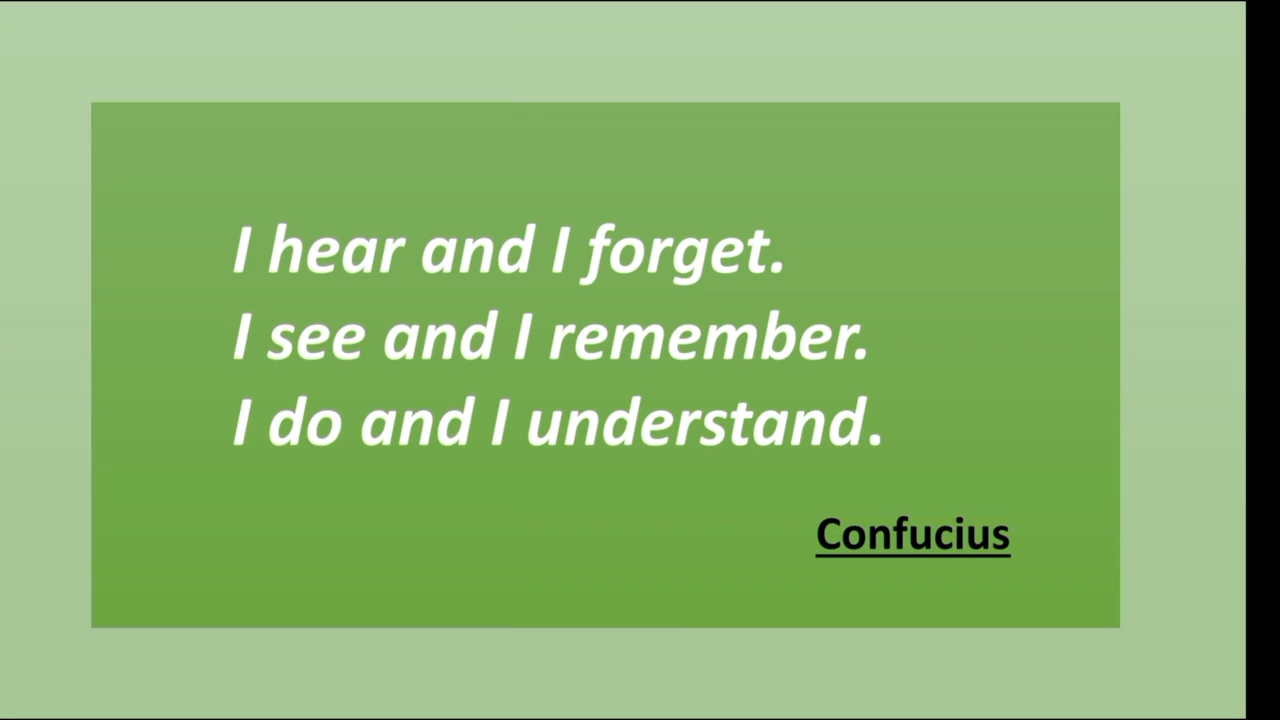 I hear and I forget.
I see and I remember.
I do and I understand.
Confucius